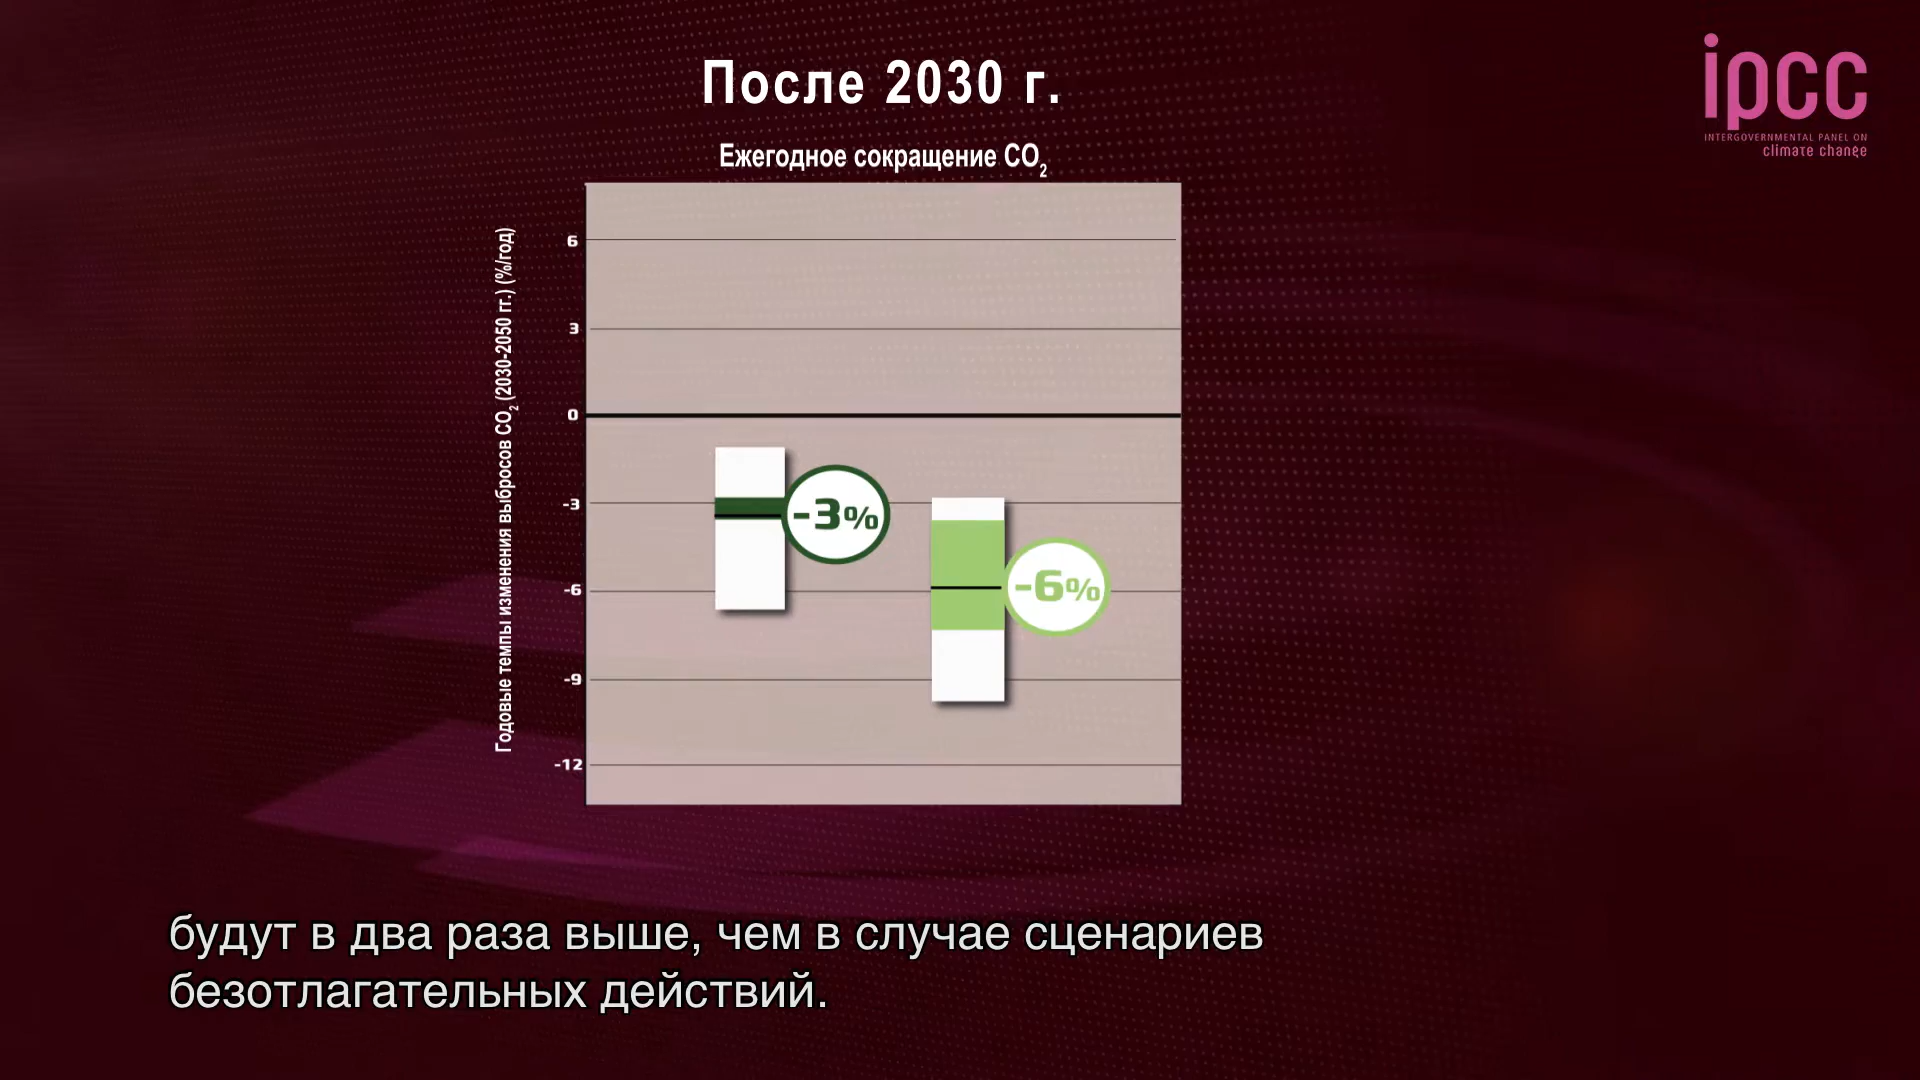 После 2030 г.
ipcc
INTERGOVERNMENTAL PANEL ON
climate change
Ежегодное сокращение CO2
Годовые темпы изменения выбросов CO2 (2030-2050 гг.) (%/год)
6
3
0
-3
-6
-9
-12
-3%
-6%
будут в два раза выше, чем в случае сценариев
безотлагательных действий.